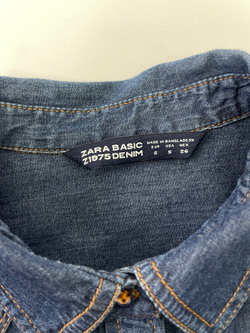 ZARA BASIC
Z1975 DENIM
MADE IN BANGLADESH
EUR USA MEX
S S 26